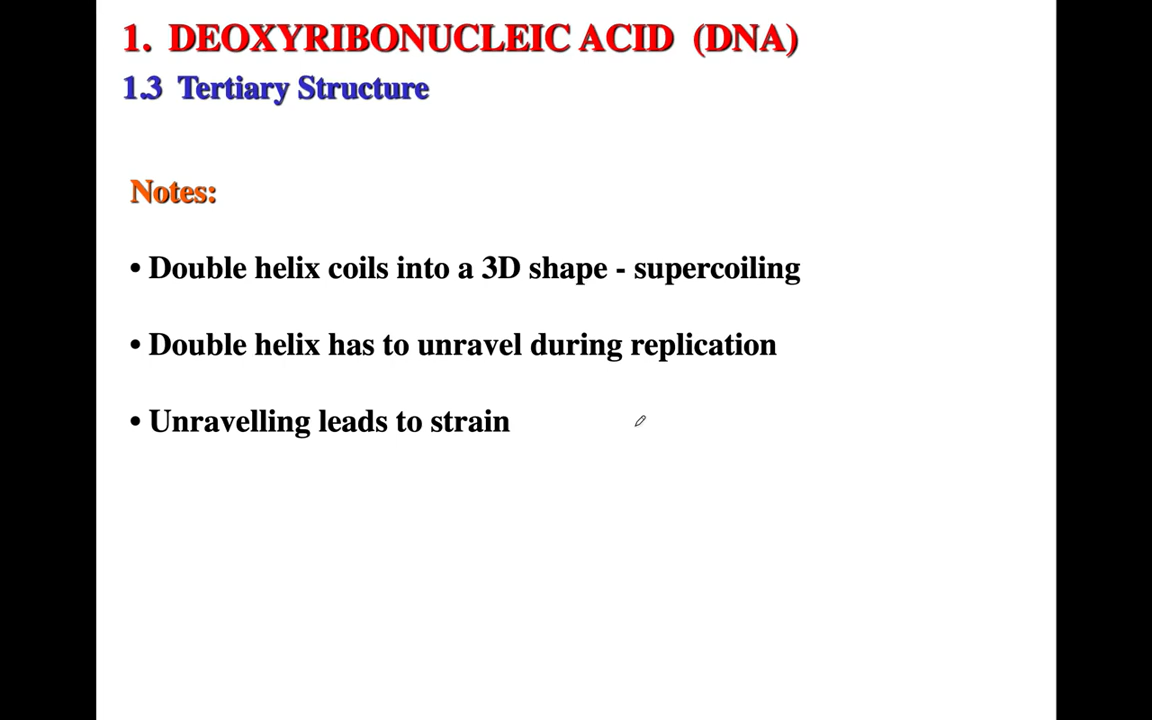 1. DEOXYRIBONUCLEIC ACID (DNA)
1.3 Tertiary Structure
Notes:
• Double helix coils into a 3D shape - supercoiling
• Double helix has to unravel during replication
• Unravelling leads to strain